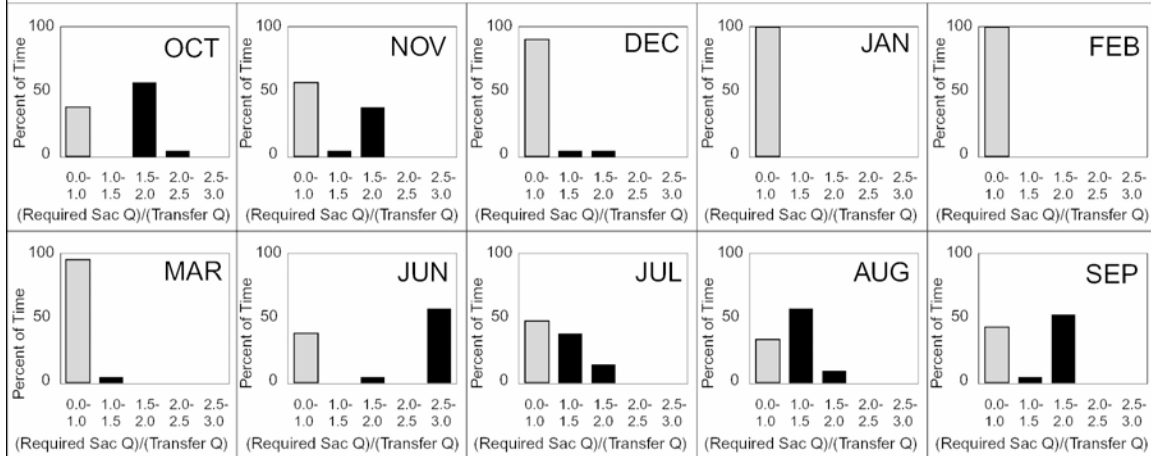 OCT
Percent of Time
100
50
0
0.0- 1.0- 1.5- 2.0- 2.5-
1.0 1.5 2.0 2.5 3.0
(Required Sac Q)/(Transfer Q)
NOV
Percent of Time
100
50
0
0.0- 1.0- 1.5- 2.0- 2.5-
1.0 1.5 2.0 2.5 3.0
(Required Sac Q)/(Transfer Q)
DEC
Percent of Time
100
50
0
0.0- 1.0- 1.5- 2.0- 2.5-
1.0 1.5 2.0 2.5 3.0
(Required Sac Q)/(Transfer Q)
JAN
Percent of Time
100
50
0
0.0- 1.0- 1.5- 2.0- 2.5-
1.0 1.5 2.0 2.5 3.0
(Required Sac Q)/(Transfer Q)
FEB
Percent of Time
100
50
0
0.0- 1.0- 1.5- 2.0- 2.5-
1.0 1.5 2.0 2.5 3.0
(Required Sac Q)/(Transfer Q)
MAR
Percent of Time
100
50
0
0.0- 1.0- 1.5- 2.0- 2.5-
1.0 1.5 2.0 2.5 3.0
(Required Sac Q)/(Transfer Q)
JUN
Percent of Time
100
50
0
0.0- 1.0- 1.5- 2.0- 2.5-
1.0 1.5 2.0 2.5 3.0
(Required Sac Q)/(Transfer Q)
JUL
Percent of Time
100
50
0
0.0- 1.0- 1.5- 2.0- 2.5-
1.0 1.5 2.0 2.5 3.0
(Required Sac Q)/(Transfer Q)
AUG
Percent of Time
100
50
0
0.0- 1.0- 1.5- 2.0- 2.5-
1.0 1.5 2.0 2.5 3.0
(Required Sac Q)/(Transfer Q)
SEP
Percent of Time
100
50
0
0.0- 1.0- 1.5- 2.0- 2.5-
1.0 1.5 2.0 2.5 3.0
(Required Sac Q)/(Transfer Q)